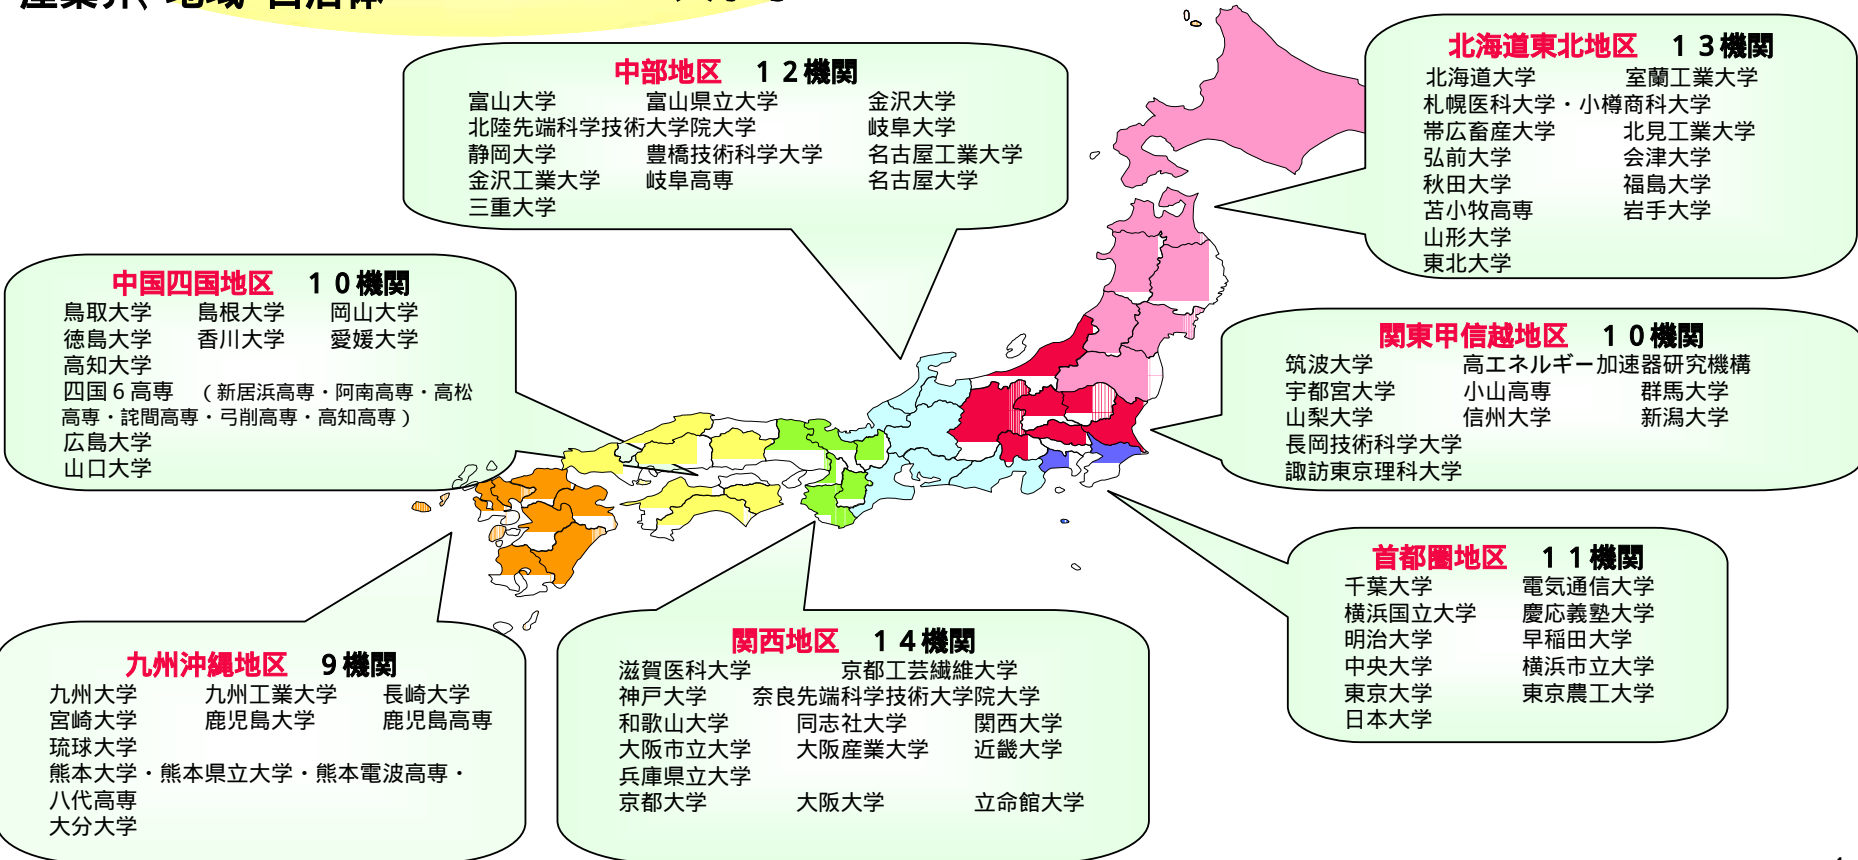 産業界、地域・自治体
中部地区　１２機関
富山大学　富山県立大学　金沢大学
北陸先端科学技術大学院大学　岐阜大学
静岡大学　豊橋技術科学大学　名古屋工業大学
金沢工業大学　岐阜高専　名古屋大学
三重大学
北海道東北地区　１３機関
北海道大学　室蘭工業大学
札幌医科大学・小樽商科大学
帯広畜産大学　北見工業大学
弘前大学　会津大学
秋田大学　福島大学
苫小牧高専　岩手大学
山形大学
東北大学
中国四国地区　１０機関
鳥取大学　島根大学　岡山大学
徳島大学　香川大学　愛媛大学
高知大学
四国６高専　（新居浜高専・阿南高専・高松
高専・詫間高専・弓削高専・高知高専）
広島大学
山口大学
関東甲信越地区　１０機関
筑波大学　高エネルギー加速器研究機構
宇都宮大学　小山高専　群馬大学
山梨大学　信州大学　新潟大学
長岡技術科学大学
諏訪東京理科大学
首都圏地区　１１機関
千葉大学　電気通信大学
横浜国立大学　慶応義塾大学
明治大学　早稲田大学
中央大学　横浜市立大学
東京大学　東京農工大学
日本大学
九州沖縄地区　９機関
九州大学　九州工業大学　長崎大学
宮崎大学　鹿児島大学　鹿児島高専
琉球大学
熊本大学・熊本県立大学・熊本電波高専・
八代高専
大分大学
関西地区　１４機関
滋賀医科大学　京都工芸繊維大学
神戸大学　奈良先端科学技術大学院大学
和歌山大学　同志社大学　関西大学
大阪市立大学　大阪産業大学　近畿大学
兵庫県立大学
京都大学　大阪大学　立命館大学